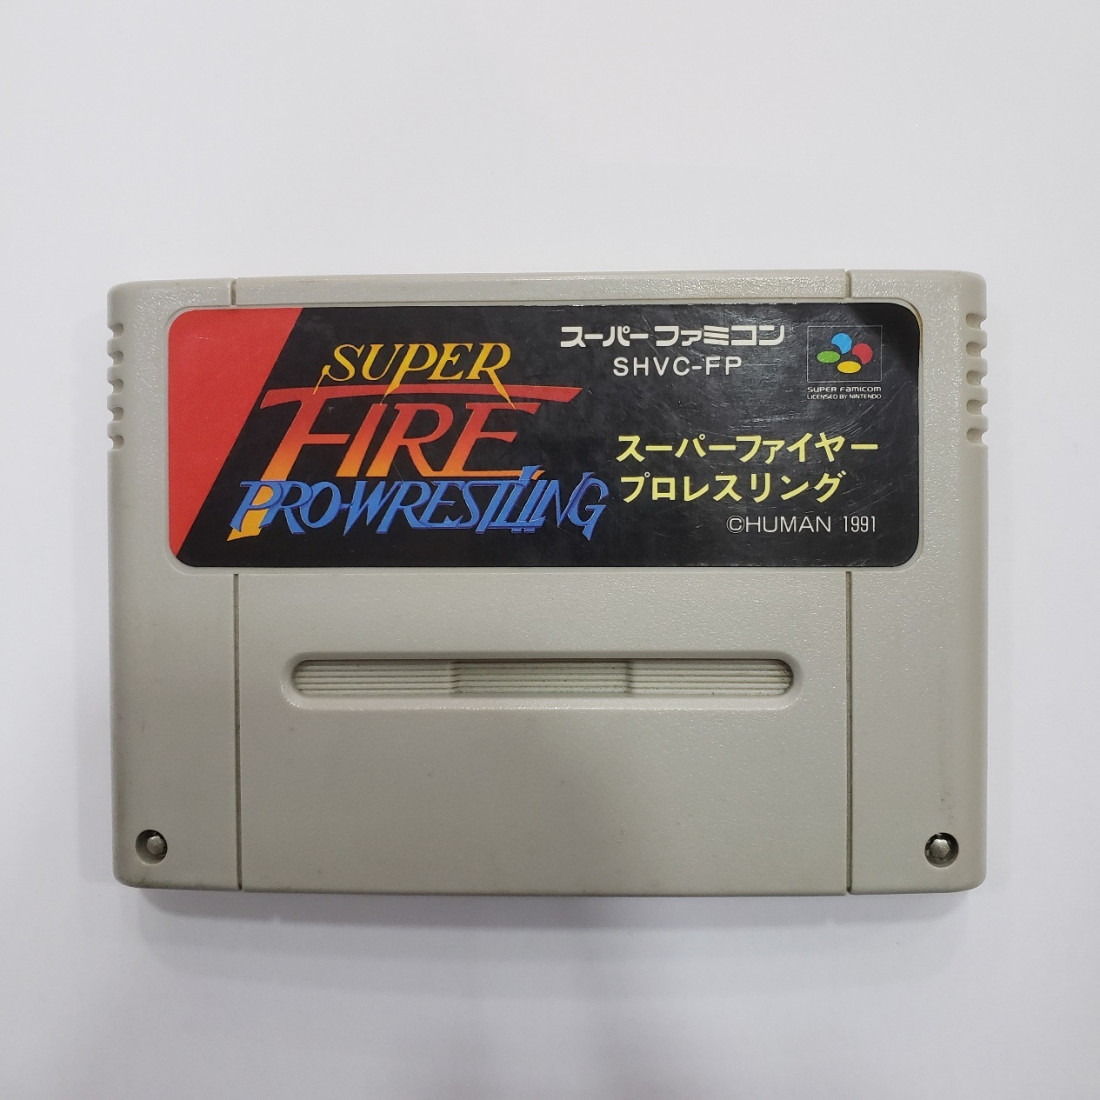 SUPER
FIRE
PRO-WRESTLING
スーパーファミコン
SHVC-FP
SUPER FAMICOM
LICENSED BY NINTENDO
スーパーファイヤー
プロレスリング
©HUMAN 1991